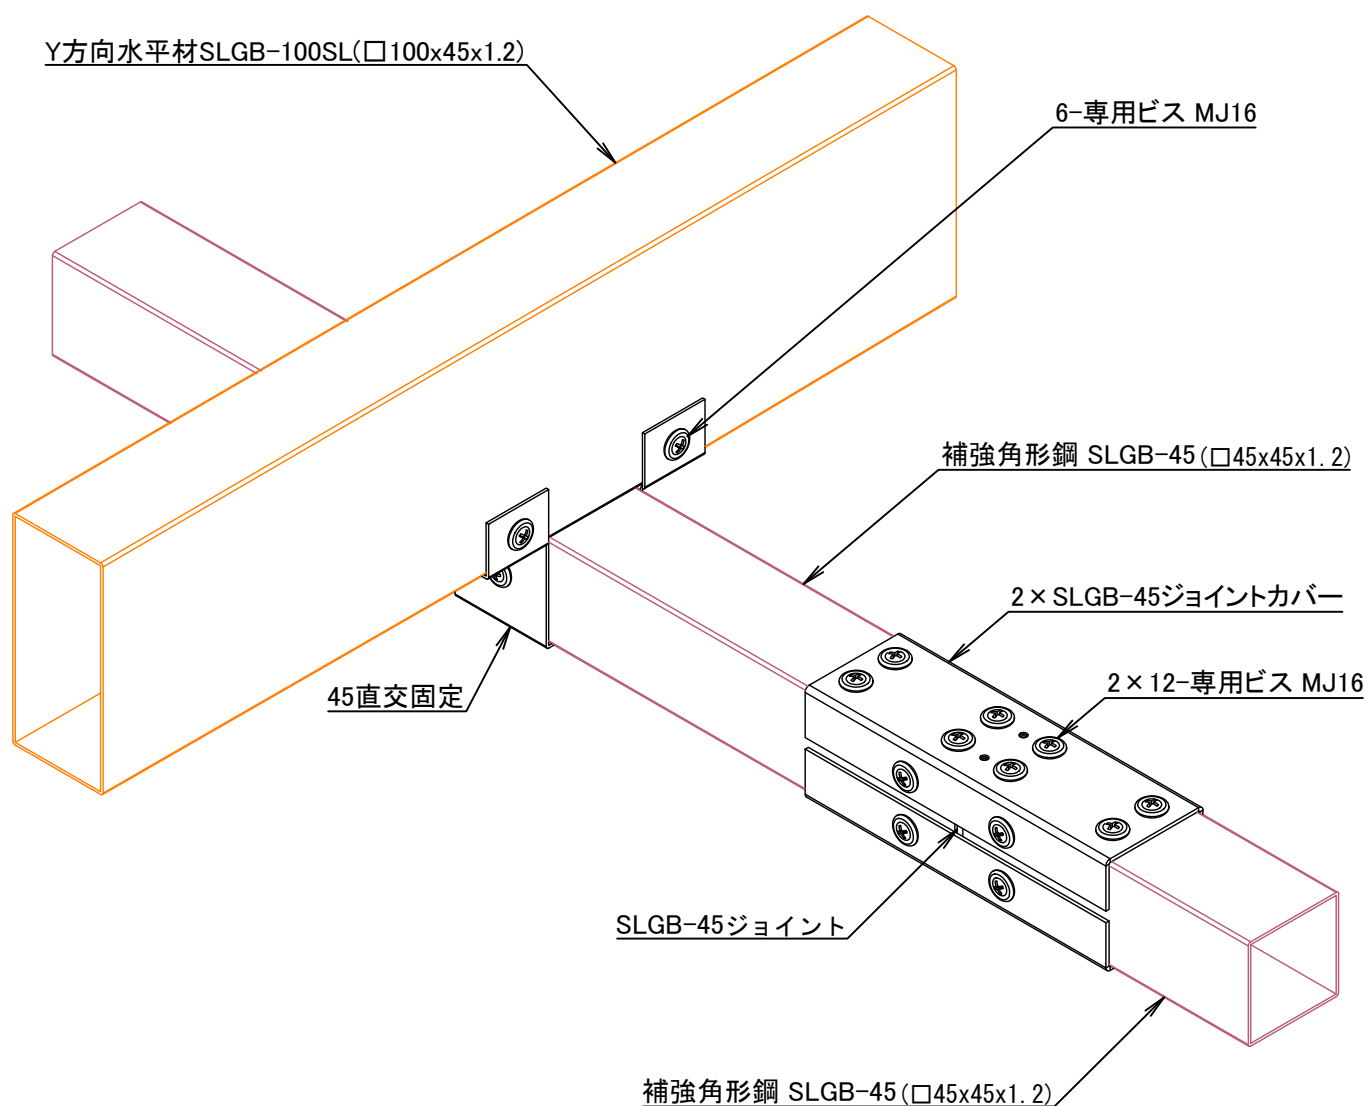 Y方向水平材SLGB-100SL(□100x45x1.2)
6-専用ビス MJ16
補強角形鋼 SLGB-45(□45x45x1.2)
2×SLGB-45ジョイントカバー
2×12-専用ビス MJ16
45直交固定
SLGB-45ジョイント
補強角形鋼 SLGB-45(□45x45x1.2)